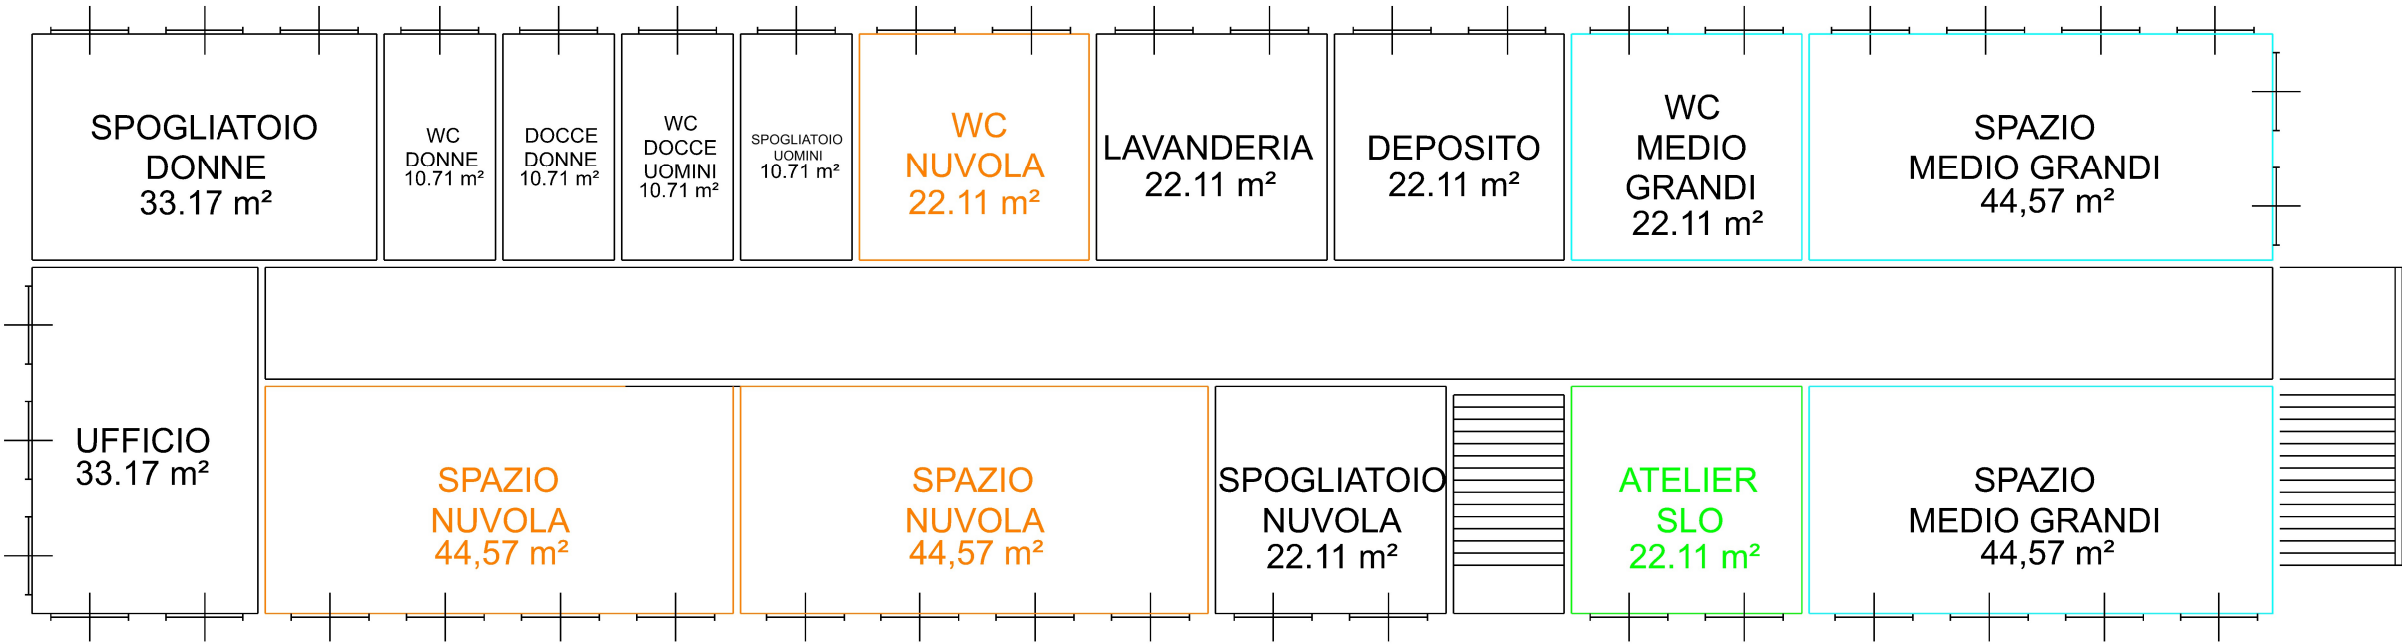 SPOGLIATOIO
DONNE
33.17 m²
WC
DONNE
10.71 m²
DOCCE
DONNE
10.71 m²
WC
DOCCE
UOMINI
10.71 m²
SPOGLIATOIO
UOMINI
10.71 m²
WC
NUVOLA
22.11 m²
LAVANDERIA
22.11 m²
DEPOSITO
22.11 m²
WC
MEDIO
GRANDI
22.11 m²
SPAZIO
MEDIO GRANDI
44,57 m²
UFFICIO
33.17 m²
SPAZIO
NUVOLA
44,57 m²
SPAZIO
NUVOLA
44,57 m²
SPOGLIATOIO
NUVOLA
22.11 m²
ATELIER
SLO
22.11 m²
SPAZIO
MEDIO GRANDI
44,57 m²